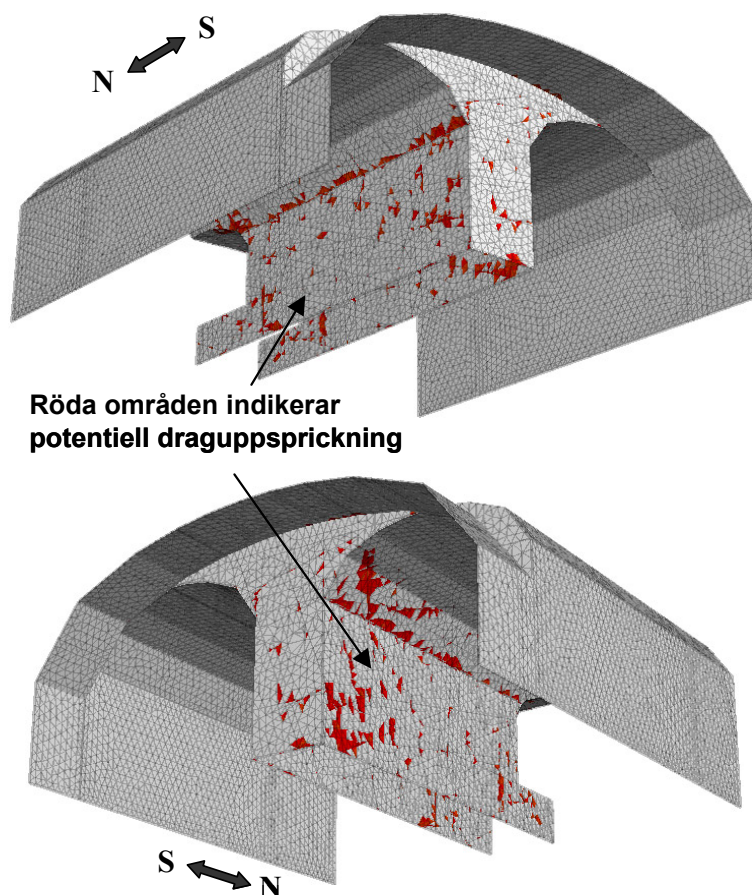 S
N
Röda områden indikerar
potentiell draguppsprickning
S
N